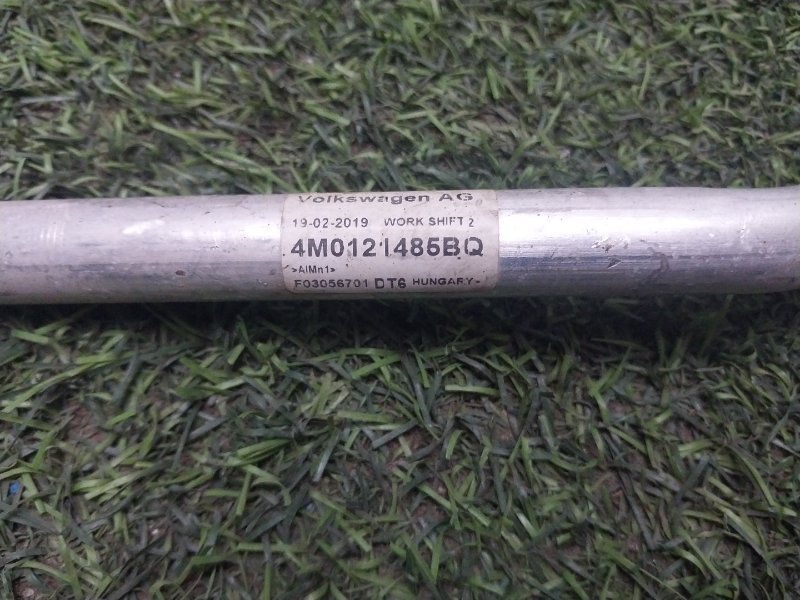 Volkswagen AG
19-02-2019 WORK SHIFT 2
4M0121485BQ
>AlMn1>
F03056701 DT6 HUNGARY-